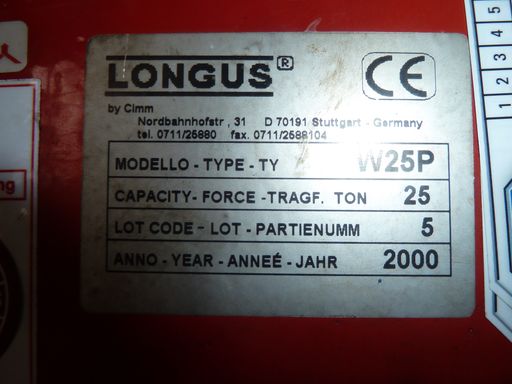 LONGUS®
CE
by Cimm
Nordbahnhofstr , 31 D 70191 Stuttgart - Germany
tel. 0711/25880 fax. 0711/2588104
MODELLO - TYPE - TY W25P
CAPACITY- FORCE -TRAGF. TON 25
LOT CODE - LOT - PARTIENUMM 5
ANNO - YEAR - ANNEÉ - JAHR 2000
1 2 3 4 5